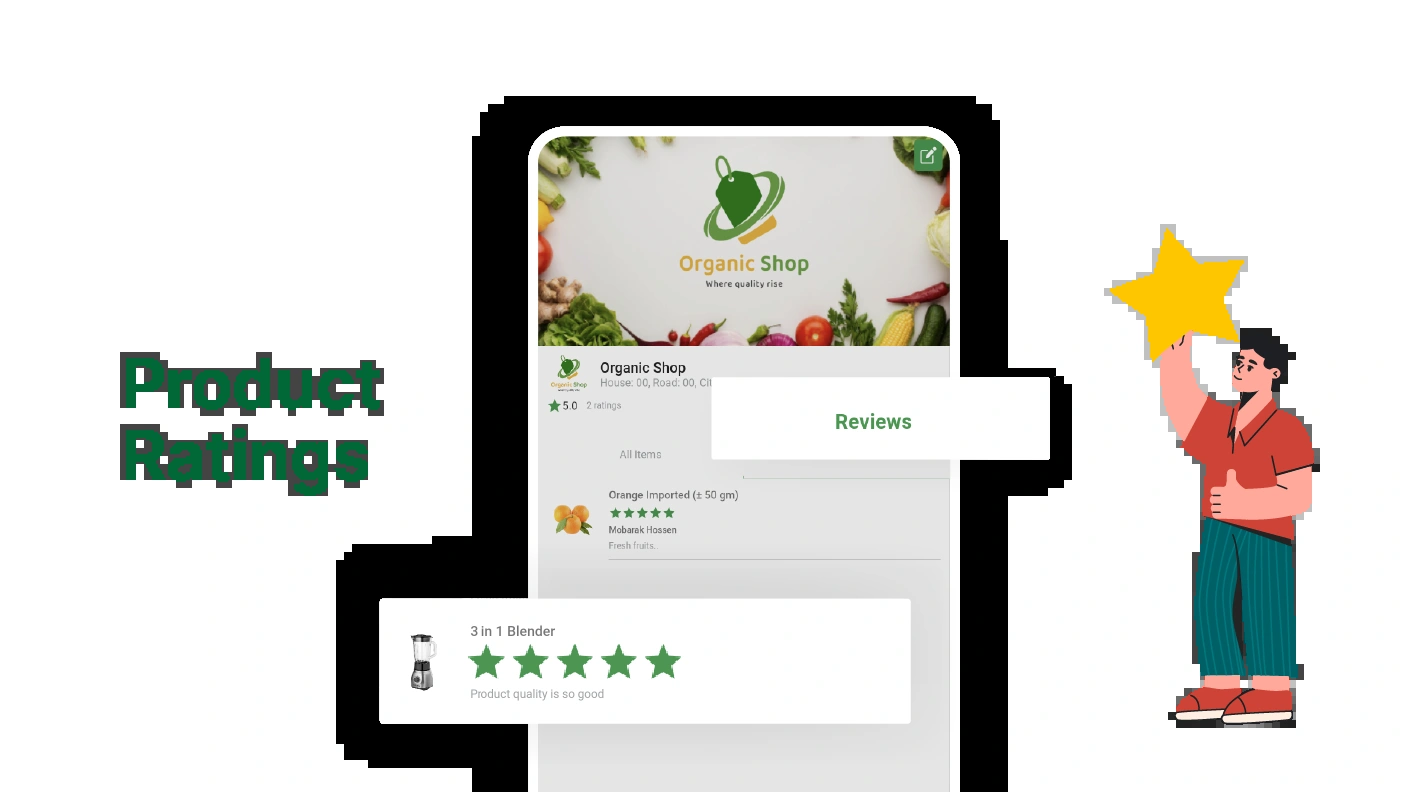 Product
Ratings
Organic Shop
Where quality rise
Organic Shop
Organic Shop
House: 00, Road: 00,
5.0 2 ratings
Reviews
All Items
Orange Imported (± 50 gm)
Mobarak Hossen
Fresh fruits..
3 in 1 Blender
Product quality is so good